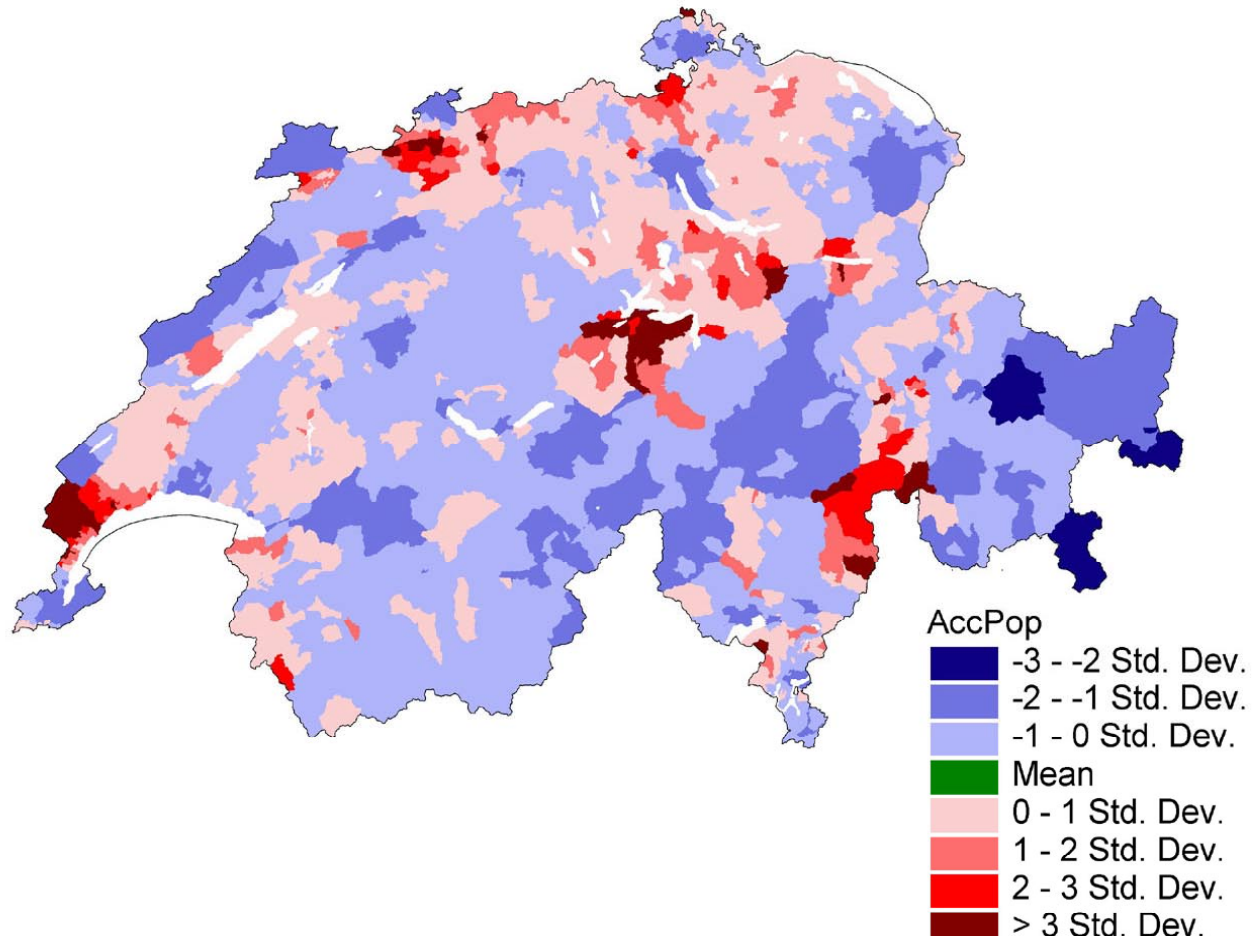 AccPop
-3 - -2 Std. Dev.
-2 - -1 Std. Dev.
-1 - 0 Std. Dev.
Mean
0 - 1 Std. Dev.
1 - 2 Std. Dev.
2 - 3 Std. Dev.
> 3 Std. Dev.